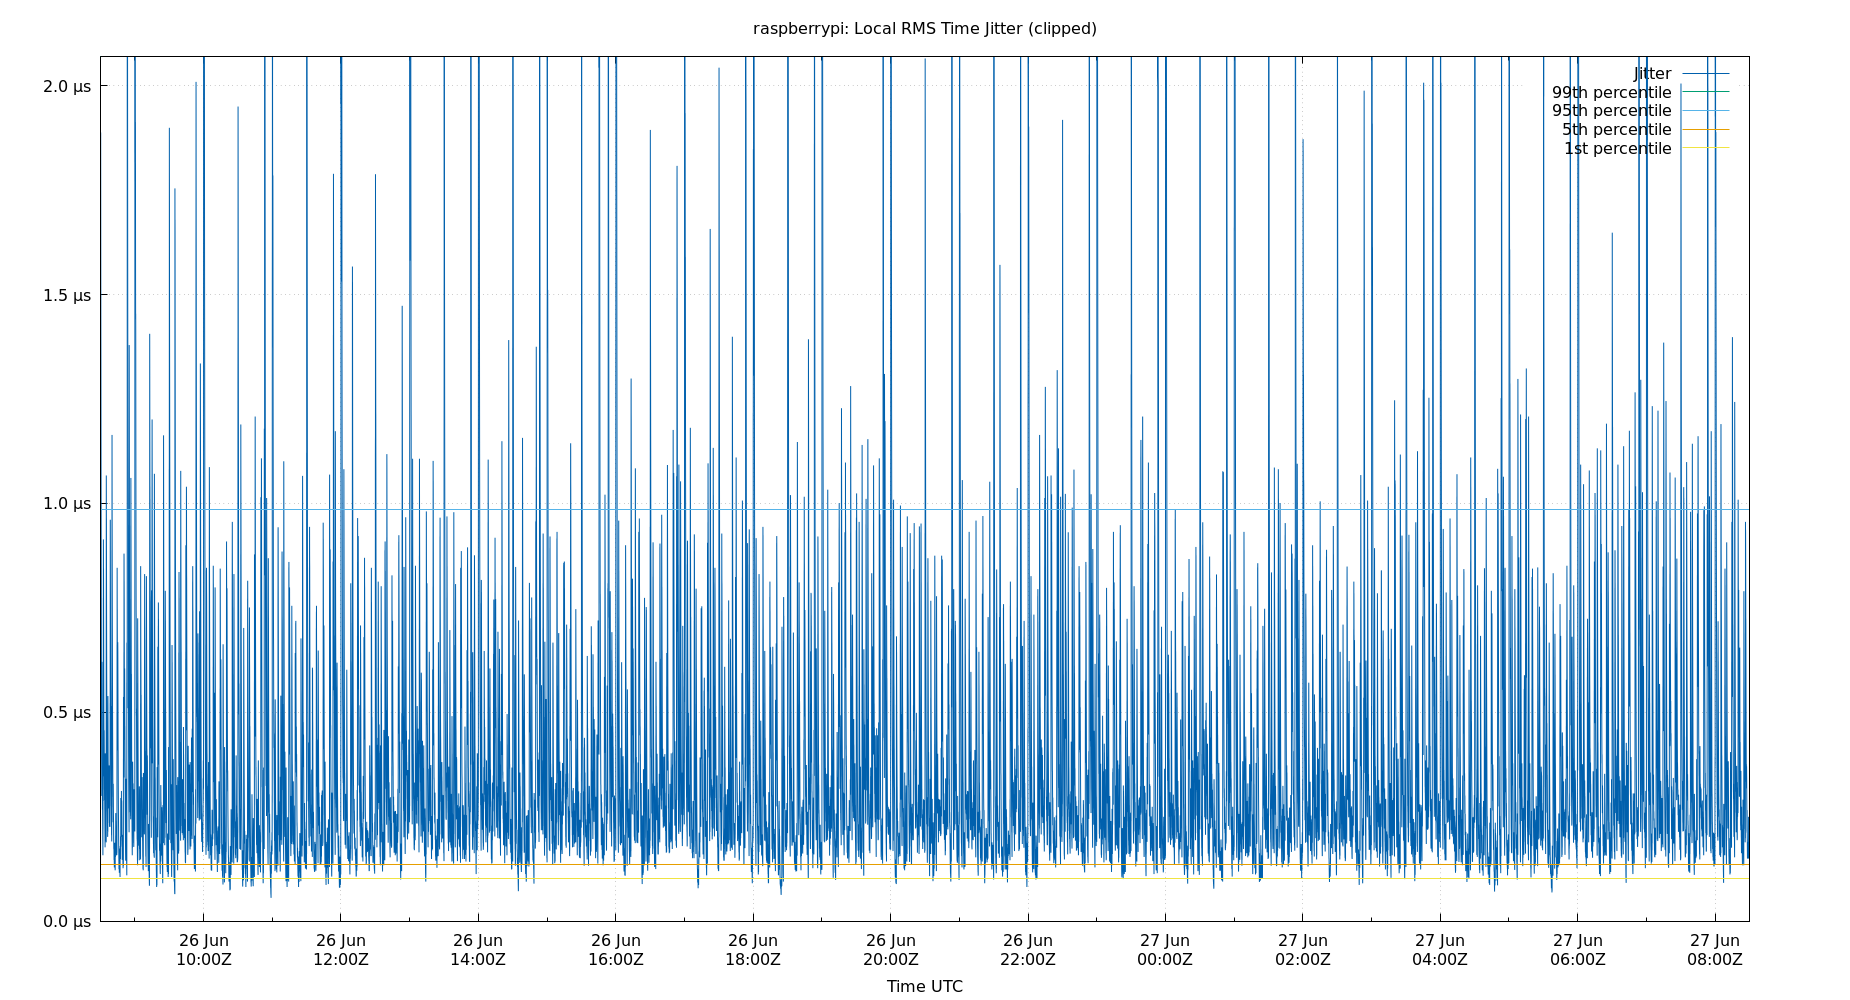 raspberrypi: Local RMS Time Jitter (clipped)
Jitter
99th percentile
95th percentile
5th percentile
1st percentile
2.0 µs
1.5 µs
1.0 µs
0.5 µs
0.0 µs
26 Jun 26 Jun 26 Jun 26 Jun 26 Jun 26 Jun 26 Jun 27 Jun 27 Jun 27 Jun 27 Jun 27 Jun
10:00Z 12:00Z 14:00Z 16:00Z 18:00Z 20:00Z 22:00Z 00:00Z 02:00Z 04:00Z 06:00Z 08:00Z
Time UTC